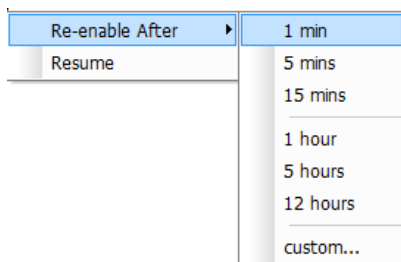 Re-enable After
Resume
1 min
5 mins
15 mins
1 hour
5 hours
12 hours
custom...